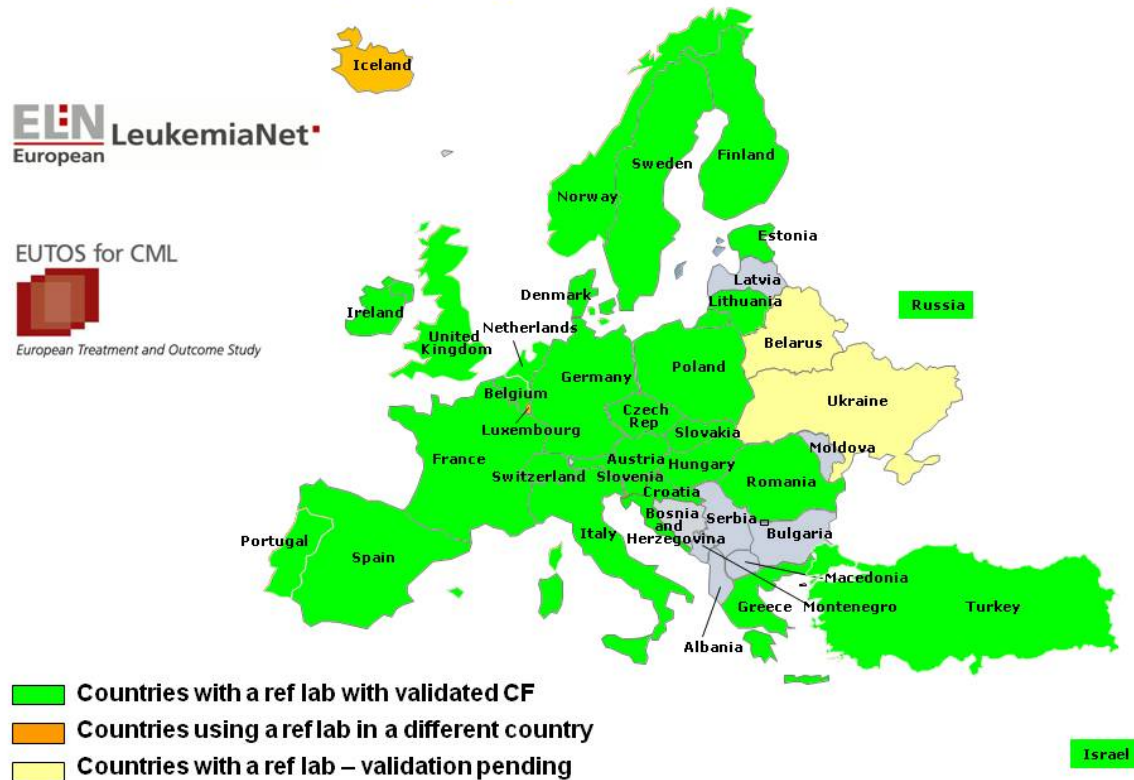 Iceland
ELN LeukemiaNet
European
Finland
Sweden
Norway
EUTOS for CML
Estonia
Latvia
Denmark
Lithuania
Russia
Ireland
Netherlands
United
Kingdom
Belarus
European Treatment and Outcome Study
Germany
Poland
Belgium
Ukraine
Czech
Rep
Luxembourg
Slovakia
Moldova
France
Austria
Hungary
Switzerland
Slovenia
Romania
Croatia
Bosnia
and
Herzegovina
Serbia
Bulgaria
Italy
Portugal
Spain
Macedonia
Greece
Montenegro
Turkey
Albania
Countries with a ref lab with validated CF
Countries using a ref lab in a different country
Countries with a ref lab – validation pending
Israel